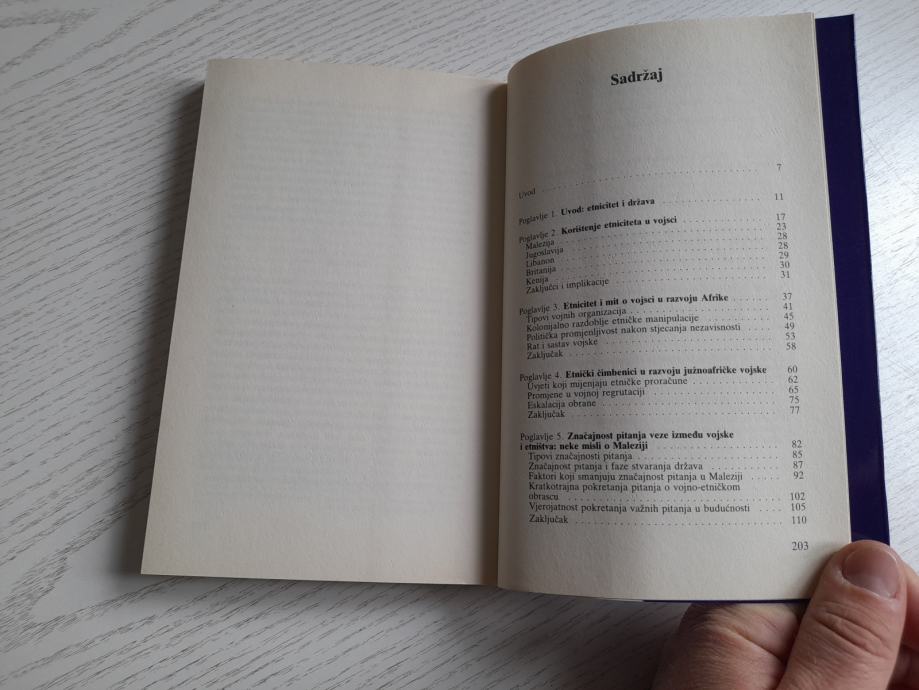 Sadržaj
Uvod . . . . . . . . . . . . . . . . . . . . 7
Poglavlje 1. Uvod: etnicitet i država . . . . . . . . . . 11
Poglavlje 2. Korištenje etniciteta u vojsci . . . . . . . . 17
Malezija . . . . . . . . . . . . . . . . . . . . 23
Jugoslavija . . . . . . . . . . . . . . . . . . . . 28
Libanon . . . . . . . . . . . . . . . . . . . . 28
Britanija . . . . . . . . . . . . . . . . . . . . 29
Kenija . . . . . . . . . . . . . . . . . . . . 30
Zaključci i implikacije . . . . . . . . . . . . . . . 31
Poglavlje 3. Etnicitet i mit o vojsci u razvoju Afrike . . . 37
Tipovi vojnih organizacija . . . . . . . . . . . . . 41
Kolonijalno razdoblje etničke manipulacije . . . . . . . 45
Politička promjenljivost nakon stjecanja nezavisnosti . . . 49
Rat i sastav vojske . . . . . . . . . . . . . . . . 53
Zaključak . . . . . . . . . . . . . . . . . . . . 58
Poglavlje 4. Etnički čimbenici u razvoju južnoafričke vojske 60
Uvjeti koji mijenjaju etničke proračune . . . . . . . . 62
Promjene u vojnoj regrutaciji . . . . . . . . . . . . 65
Eskalacija obrane . . . . . . . . . . . . . . . . . 75
Zaključak . . . . . . . . . . . . . . . . . . . . 77
Poglavlje 5. Značajnost pitanja veze između vojske
i etništva: neke misli o Maleziji . . . . . . . . . . . 82
Tipovi značajnosti pitanja . . . . . . . . . . . . . 85
Značajnost pitanja i faze stvaranja država . . . . . . . 87
Faktori koji smanjuju značajnost pitanja u Maleziji . . . . 92
Kratkotrajna pokretanja pitanja o vojno-etničkom
obrascu . . . . . . . . . . . . . . . . . . . . 102
Vjerojatnost pokretanja važnih pitanja u budućnosti . . . . 105
Zaključak . . . . . . . . . . . . . . . . . . . . 110
203